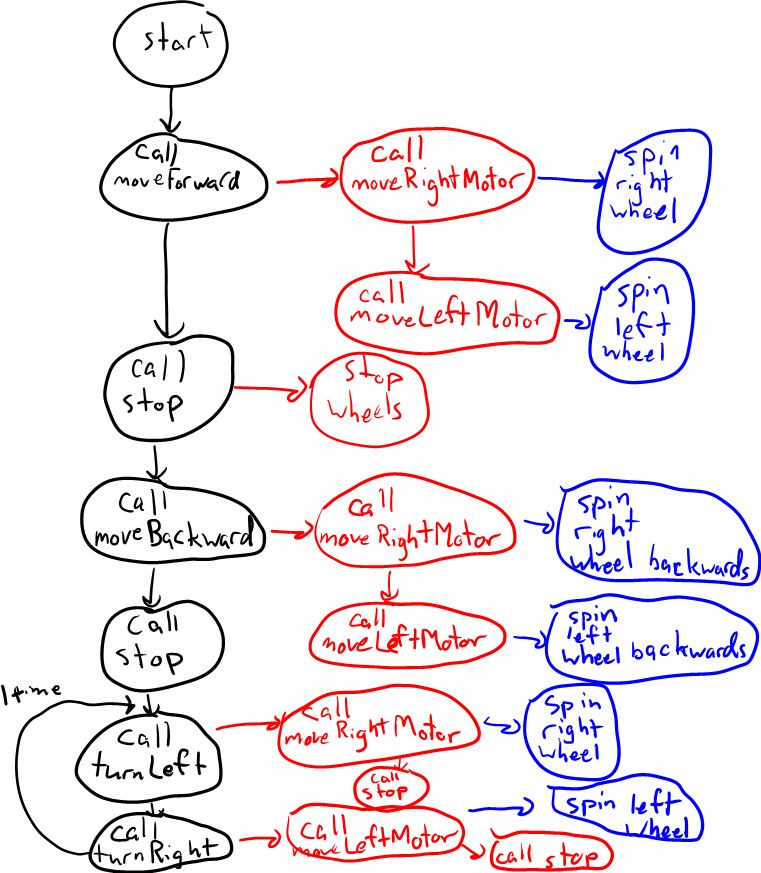 start
call
moveForward
call
moveRightMotor
spin
right
wheel
call
moveLeftMotor
spin
left
wheel
call
stop
stop
wheels
call
moveBackward
call
moveRightMotor
spin
right
wheel backwards
call
stop
call
moveLeftMotor
spin
left
wheel backwards
1 time
call
turnLeft
call
moveRightMotor
spin
right
wheel
call
stop
call
turnRight
call
moveLeftMotor
spin left
wheel
call stop